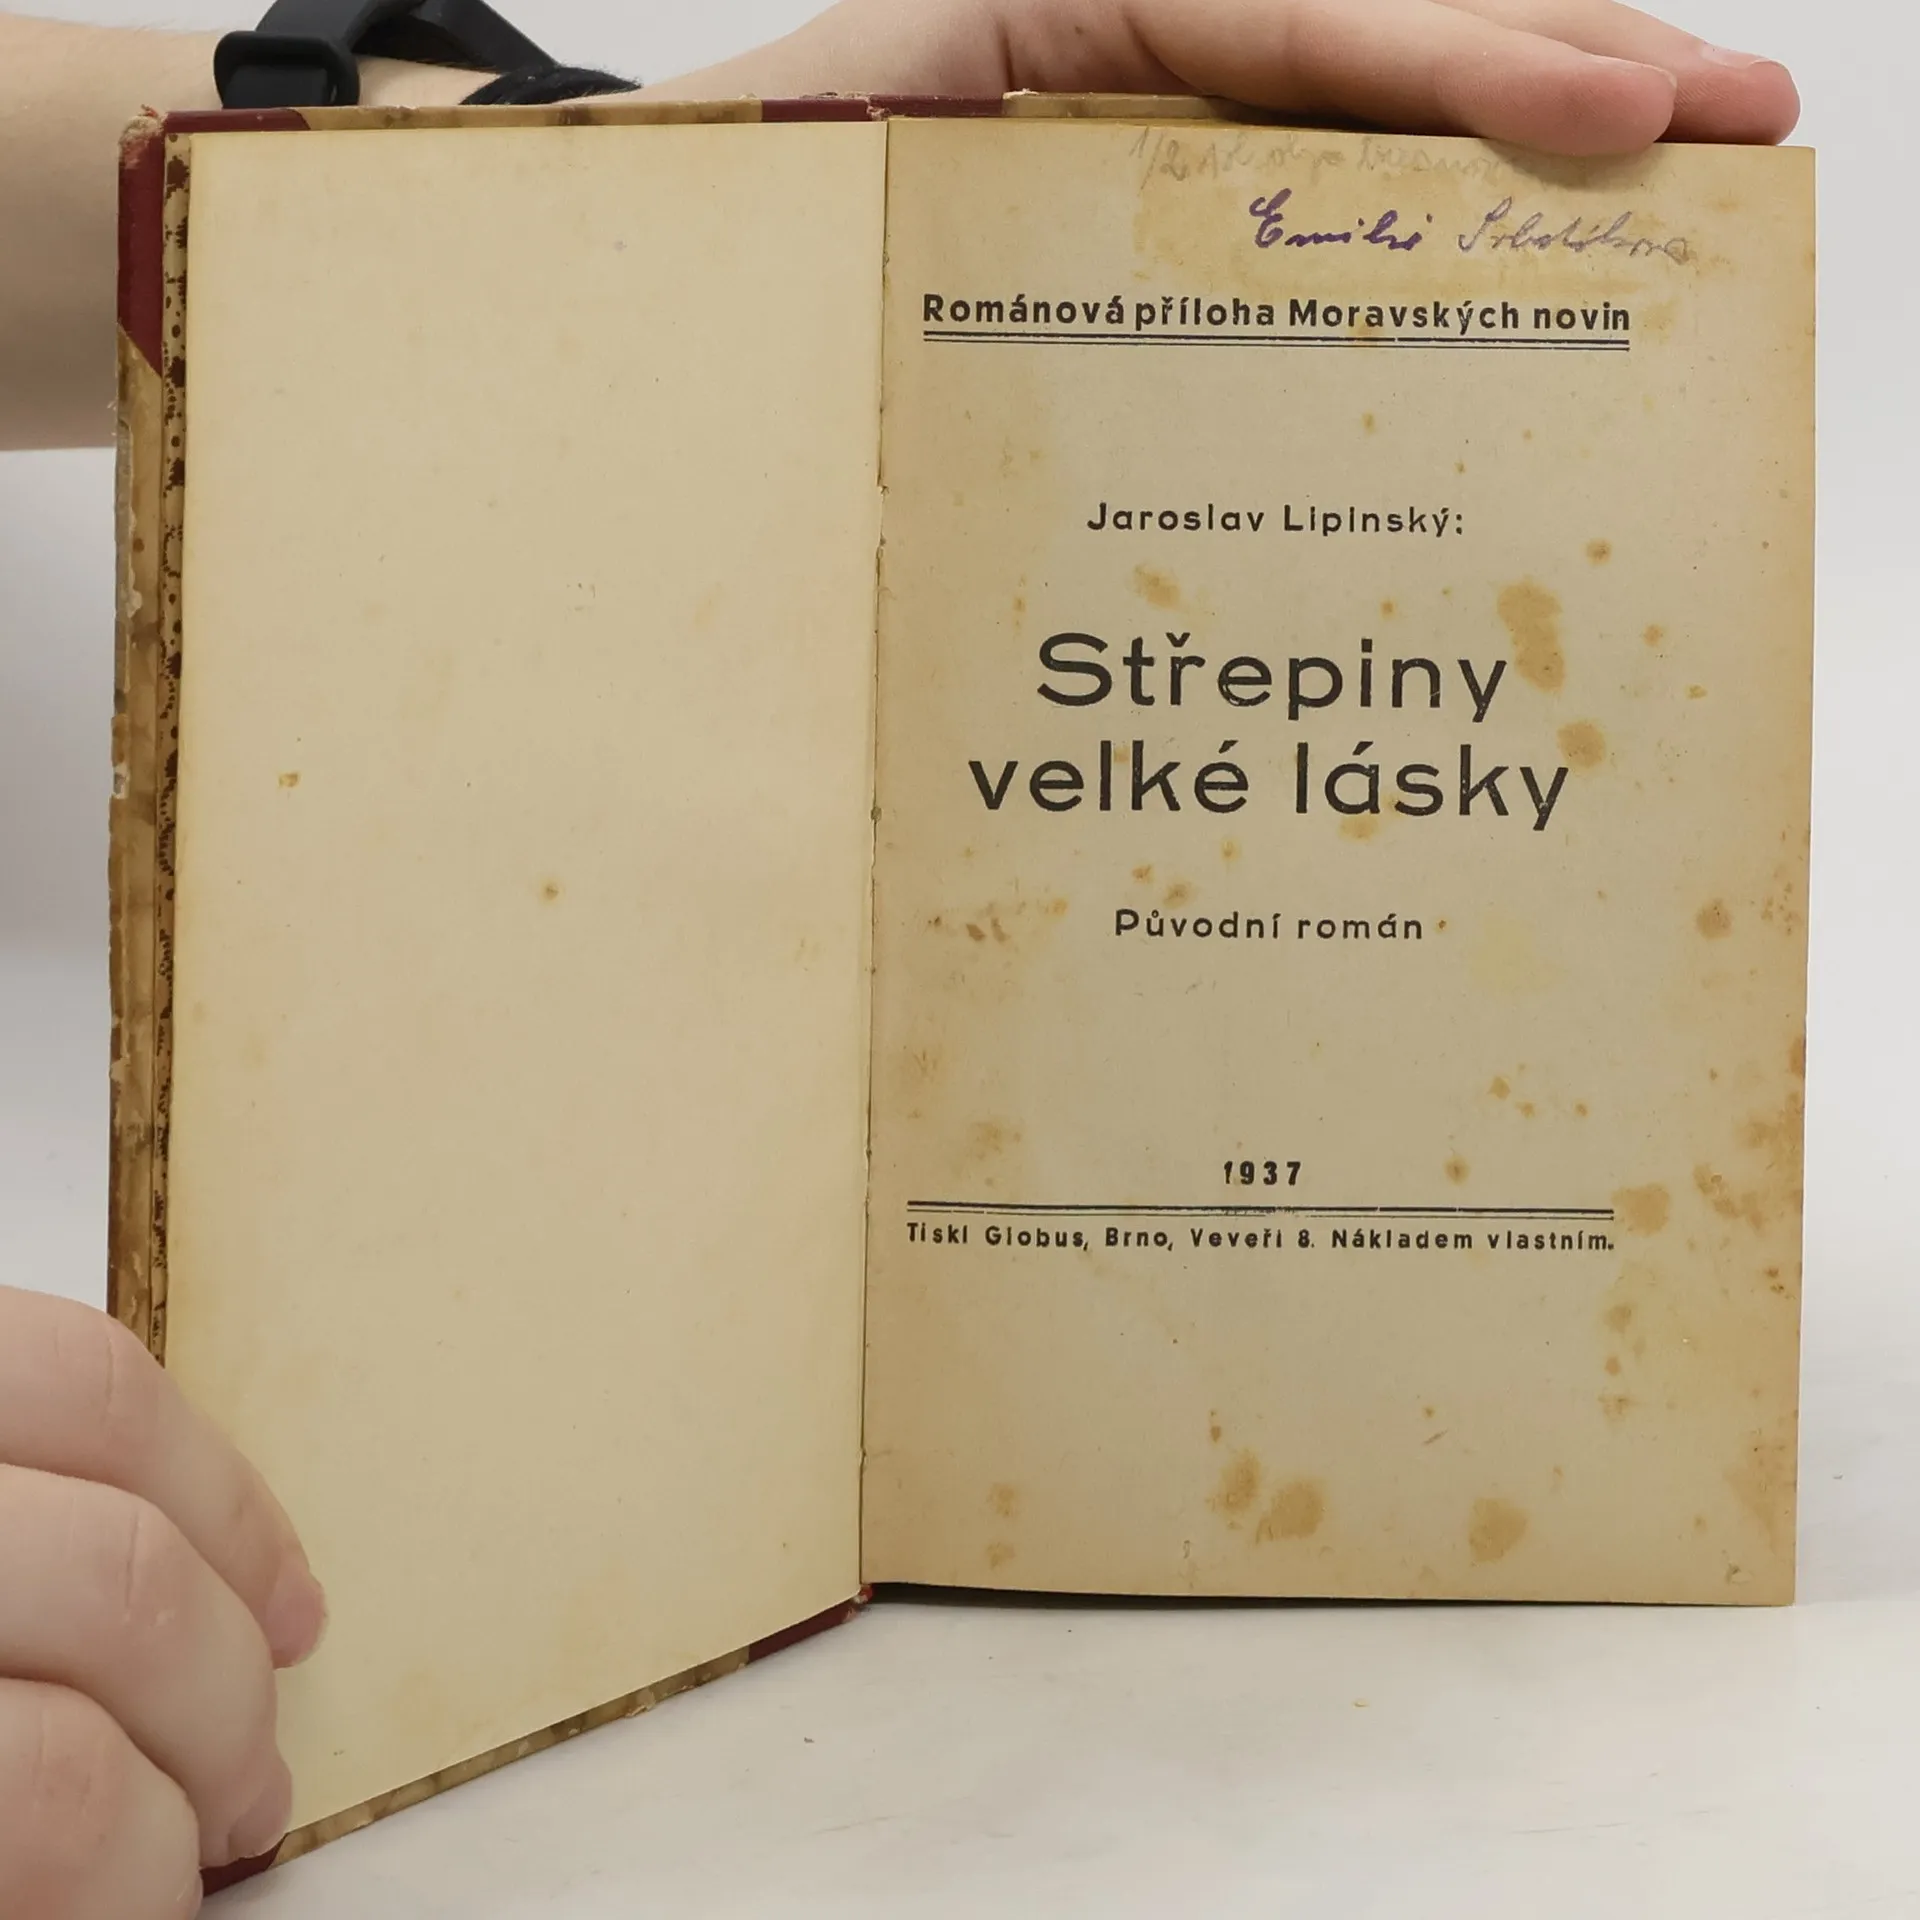 Emilie
Románová příloha Moravských novin
Jaroslav Lipinský:
Střepiny
velké lásky
Původní román
1937
Tiskl Globus, Brno, Veveří 8. Nákladem vlastním.